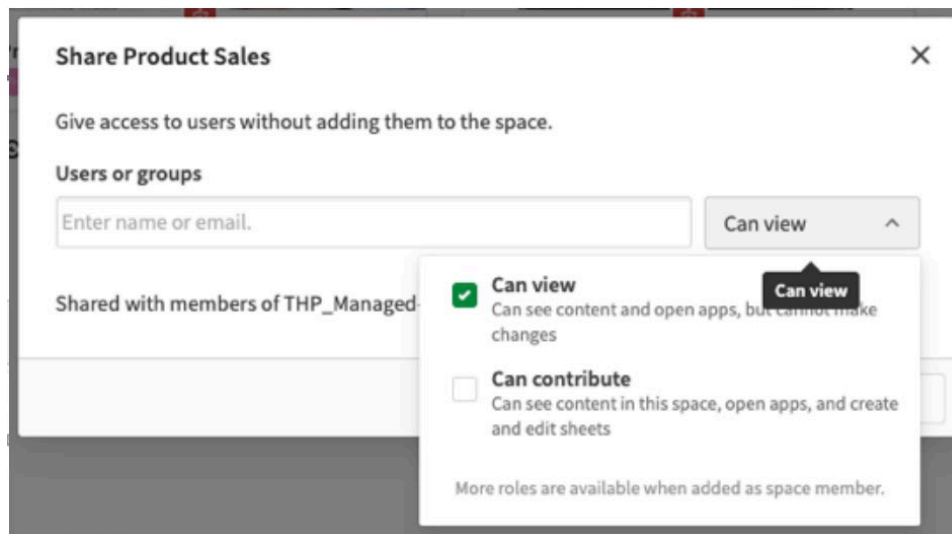 Share Product Sales
Give access to users without adding them to the space.
Users or groups
Enter name or email.
Can view
Can view
Can view
Can see content and open apps, but cannot make
changes
Shared with members of THP_Managed-
Can contribute
Can see content in this space, open apps, and create
and edit sheets
More roles are available when added as space member.